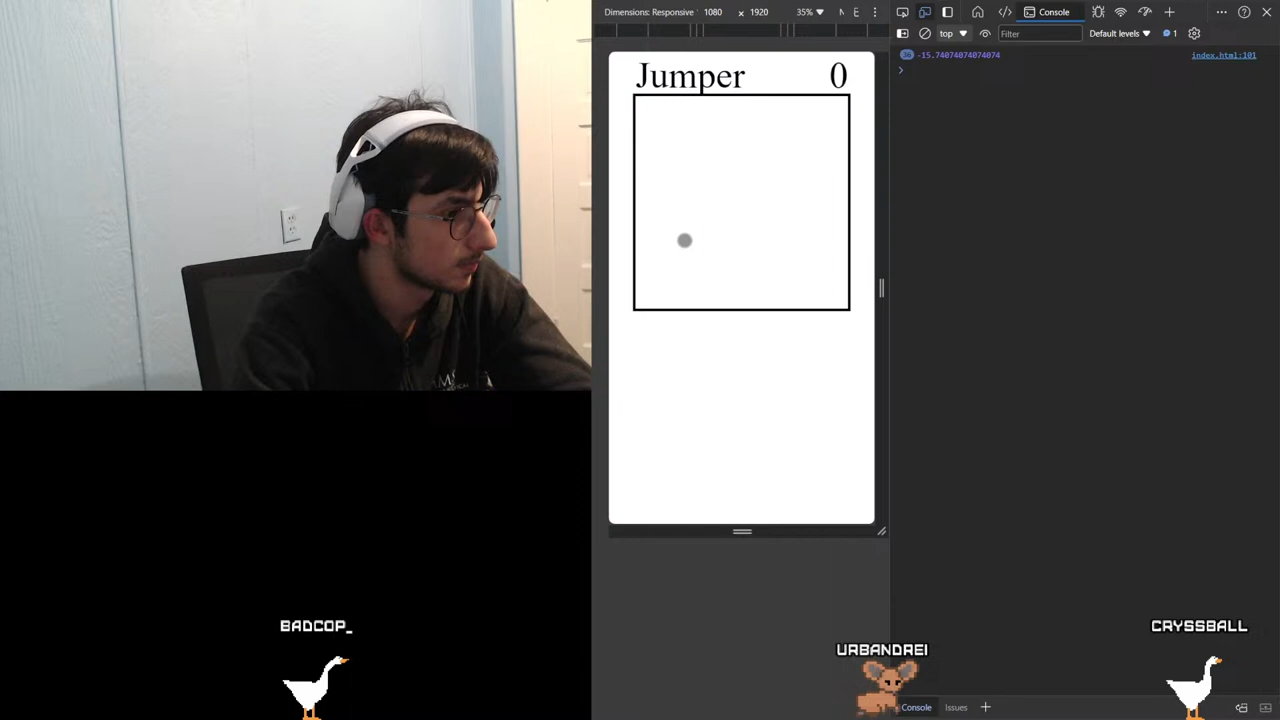 Dimensions: Responsive 1080 x 1920 35% N E
Console
top Filter Default levels 1
36 -15.74074074074074 index.html:101
Jumper 0
BADCOP_
URBANDREI
CRYSSBALL
Console Issues